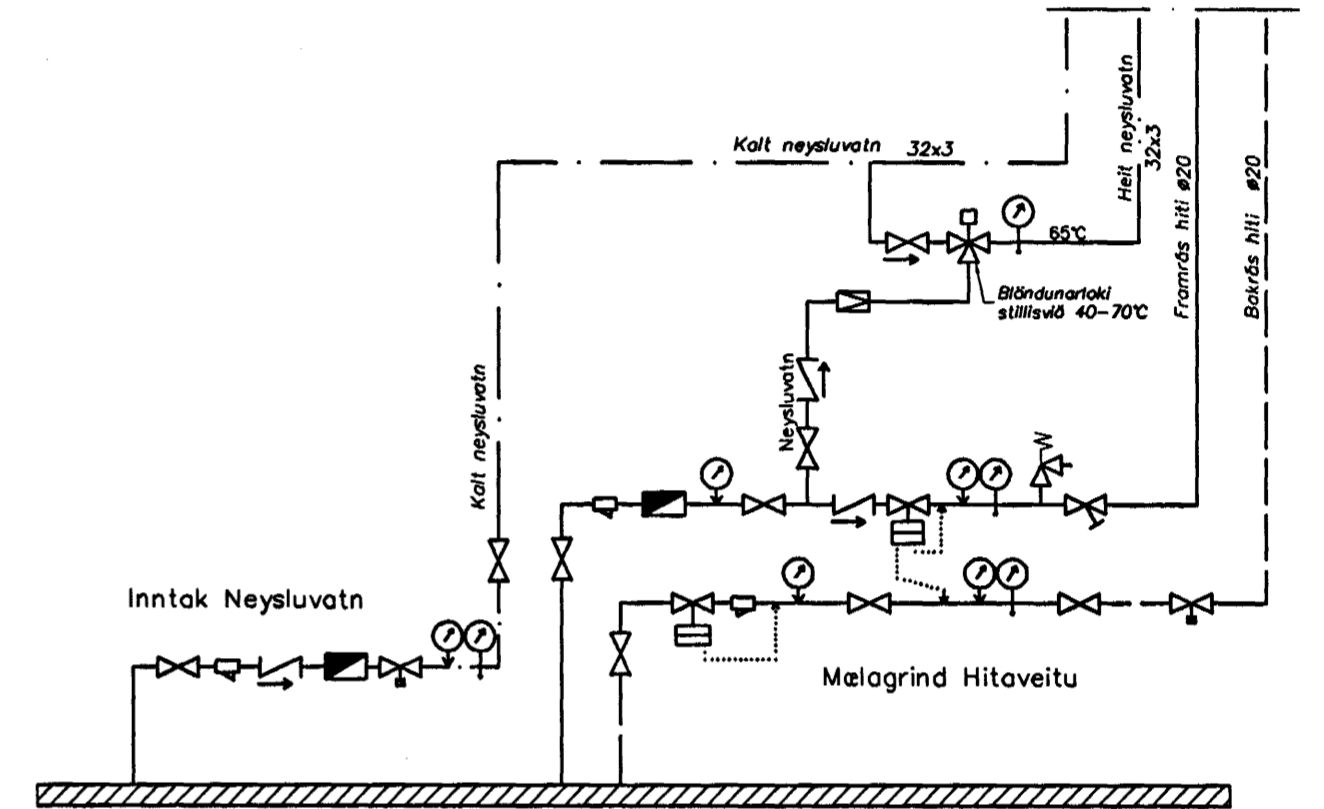 Kalt neysluvatn 32x3
Heit neysluvatn
32x3
Framrás hiti ø20
Bakrás hiti ø20
65°C
Blöndunarloki
stillisvið 40-70°C
Kalt neysluvatn
Neysluvatn
Inntak Neysluvatn
Mælagrind Hitaveitu